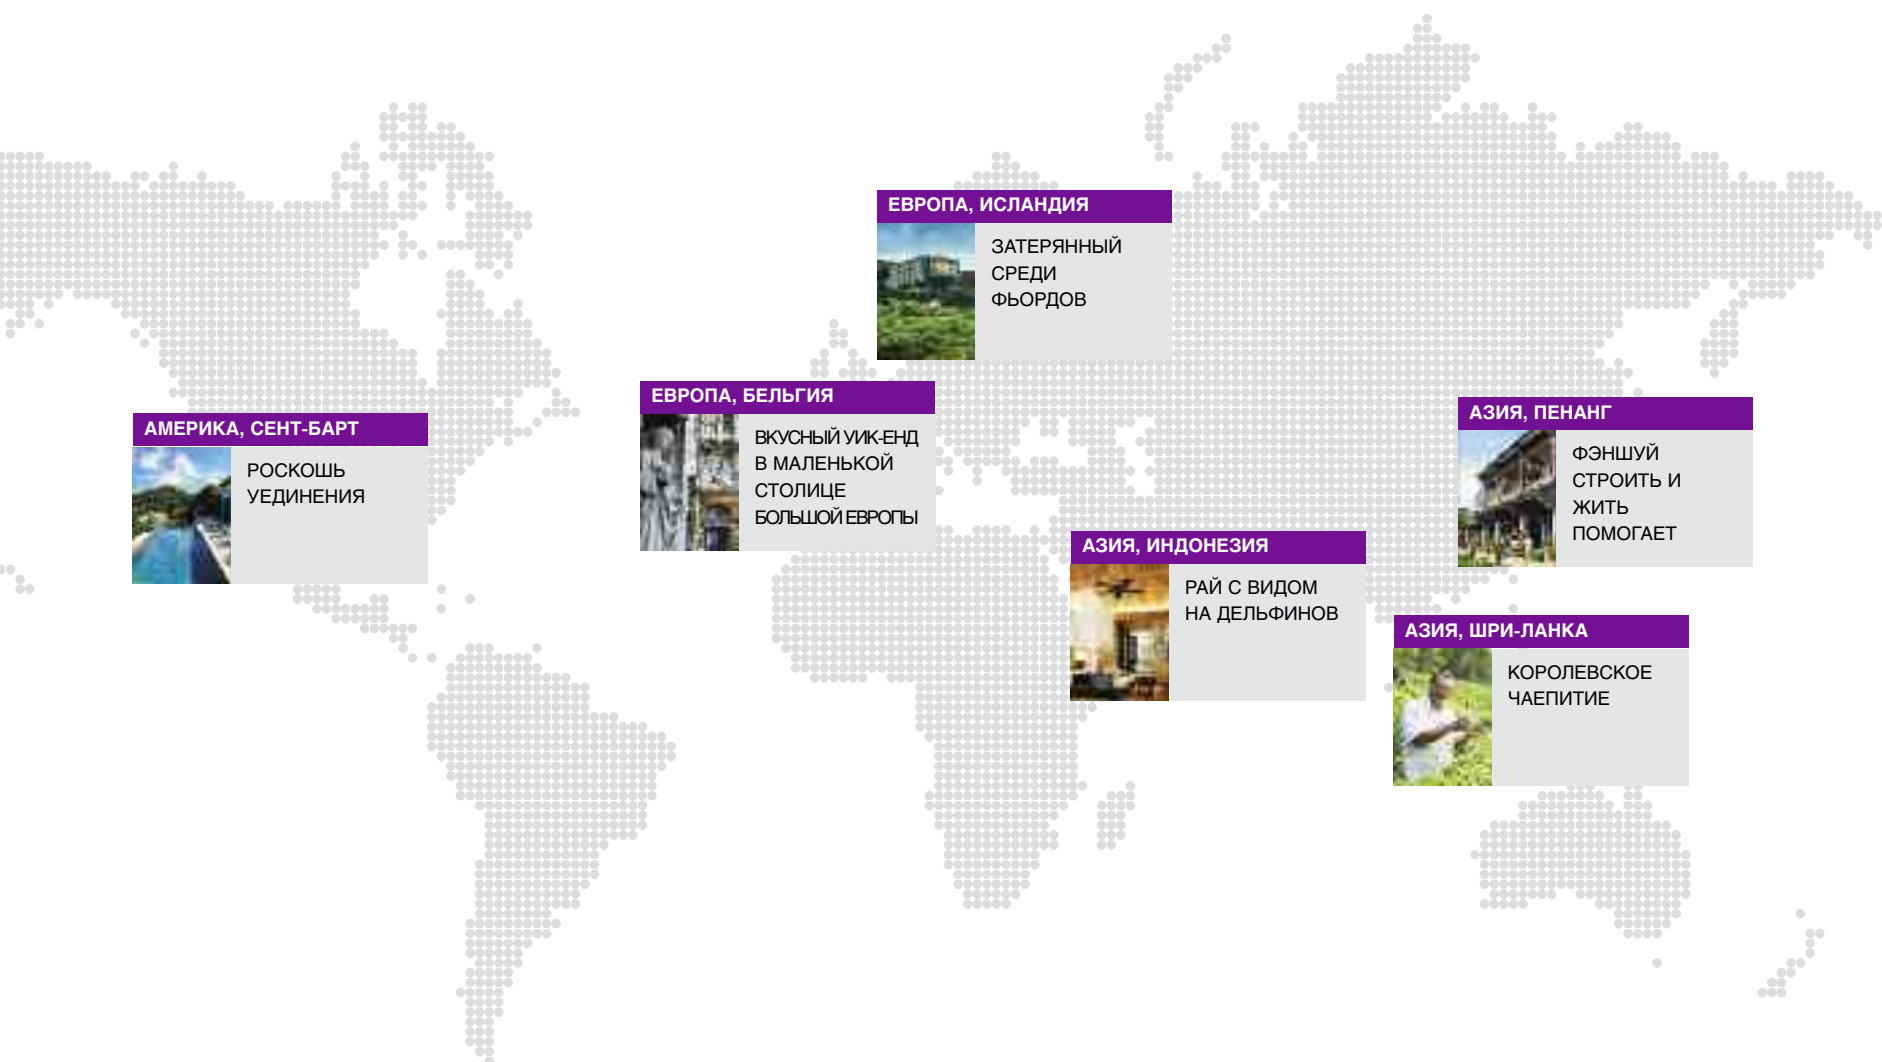 ЕВРОПА, ИСЛАНДИЯ
ЗАТЕРЯННЫЙ
СРЕДИ
ФЬОРДОВ
ЕВРОПА, БЕЛЬГИЯ
ВКУСНЫЙ УИК-ЕНД
В МАЛЕНЬКОЙ
СТОЛИЦЕ
БОЛЬШОЙ ЕВРОПЫ
АМЕРИКА, СЕНТ-БАРТ
РОСКОШЬ
УЕДИНЕНИЯ
АЗИЯ, ПЕНАНГ
ФЭНШУЙ
СТРОИТЬ И
ЖИТЬ
ПОМОГАЕТ
АЗИЯ, ИНДОНЕЗИЯ
РАЙ С ВИДОМ
НА ДЕЛЬФИНОВ
АЗИЯ, ШРИ-ЛАНКА
КОРОЛЕВСКОЕ
ЧАЕПИТИЕ